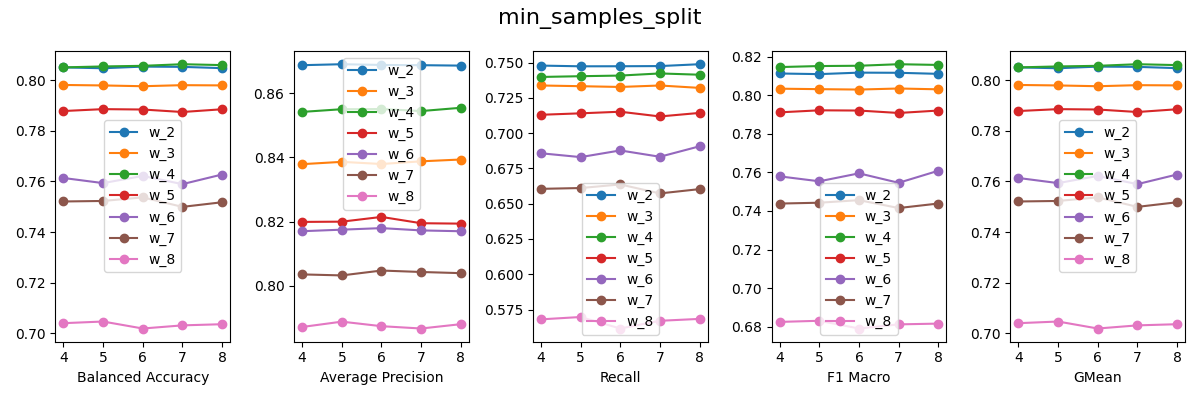 min_samples_split
0.80
0.78
0.76
0.74
0.72
0.70
4 5 6 7 8
Balanced Accuracy
w_2
w_3
w_4
w_5
w_6
w_7
w_8
0.86
0.84
0.82
0.80
4 5 6 7 8
Average Precision
w_2
w_3
w_4
w_5
w_6
w_7
w_8
0.750
0.725
0.700
0.675
0.650
0.625
0.600
0.575
4 5 6 7 8
Recall
w_2
w_3
w_4
w_5
w_6
w_7
w_8
0.82
0.80
0.78
0.76
0.74
0.72
0.70
0.68
4 5 6 7 8
F1 Macro
w_2
w_3
w_4
w_5
w_6
w_7
w_8
0.80
0.78
0.76
0.74
0.72
0.70
4 5 6 7 8
GMean
w_2
w_3
w_4
w_5
w_6
w_7
w_8